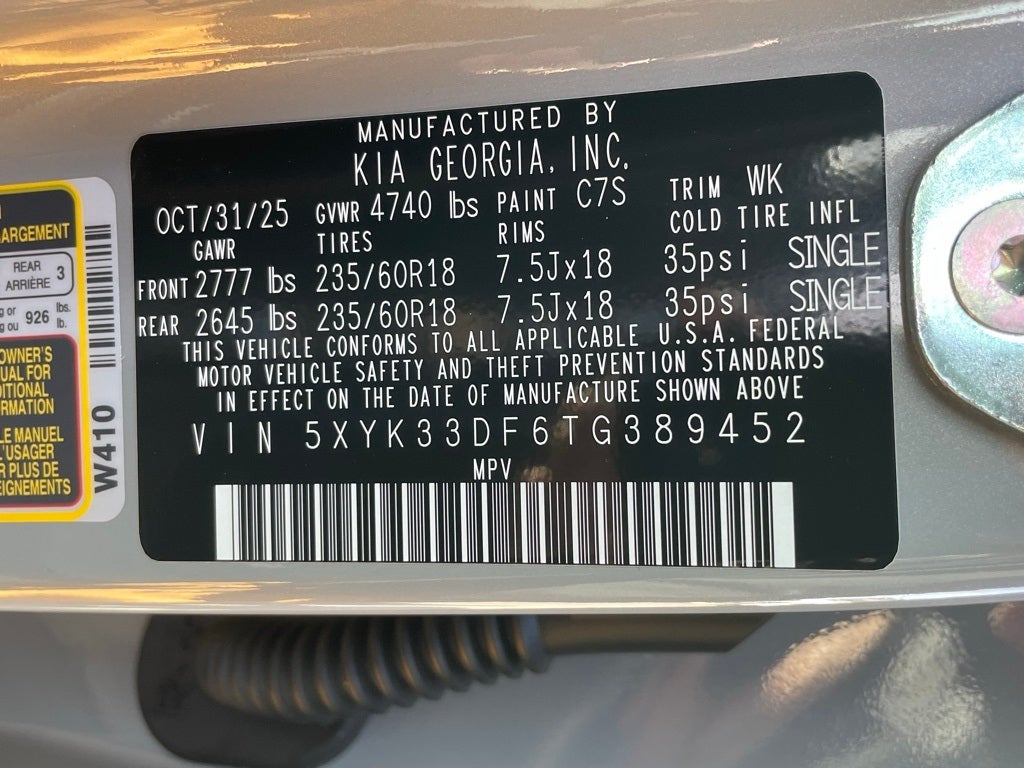 MANUFACTURED BY
KIA GEORGIA, INC.
OCT/31/25 GVWR 4740 lbs PAINT C7S TRIM WK
GAWR TIRES RIMS COLD TIRE INFL
FRONT 2777 lbs 235/60R18 7.5Jx18 35psi SINGLE
REAR 2645 lbs 235/60R18 7.5Jx18 35psi SINGLE
THIS VEHICLE CONFORMS TO ALL APPLICABLE U.S.A. FEDERAL
MOTOR VEHICLE SAFETY AND THEFT PREVENTION STANDARDS
IN EFFECT ON THE DATE OF MANUFACTURE SHOWN ABOVE
VIN 5XYK33DF6TG389452
MPV
ARGEMENT
REAR
ARRIÈRE 3
g or
g ou 926 lbs.
lb.
OWNER'S
UAL FOR
DITIONAL
RMATION
LE MANUEL
L'USAGER
R PLUS DE
EIGNEMENTS
W410